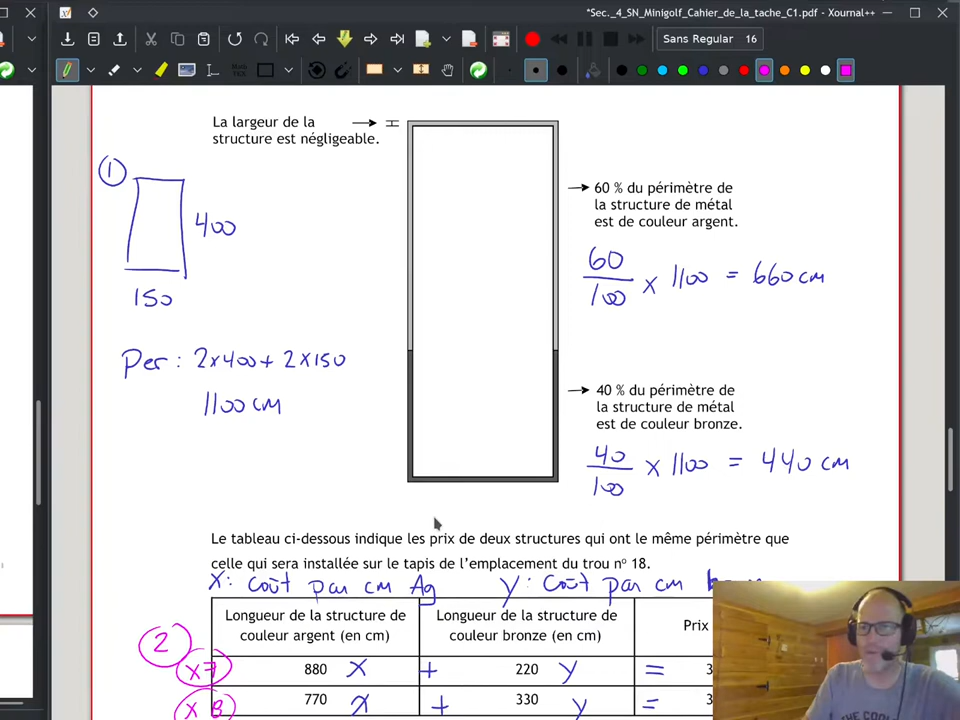 *Sec._4_SN_Minigolf_Cahier_de_la_tache_C1.pdf - Xournal++
Sans Regular 16
La largeur de la
structure est négligeable.
①
400
150
60 % du périmètre de
la structure de métal
est de couleur argent.
60/100 x 1100 = 660 cm
Per : 2x400 + 2x150
1100 cm
40 % du périmètre de
la structure de métal
est de couleur bronze.
40/100 x 1100 = 440 cm
Le tableau ci-dessous indique les prix de deux structures qui ont le même périmètre que
celle qui sera installée sur le tapis de l'emplacement du trou nº 18.
x: coût par cm Ag y: coût par cm
Longueur de la structure de couleur argent (en cm)
Longueur de la structure de couleur bronze (en cm)
Prix
2
x7 880 x + 220 y = 3
x 8 770 x + 330 y = 3